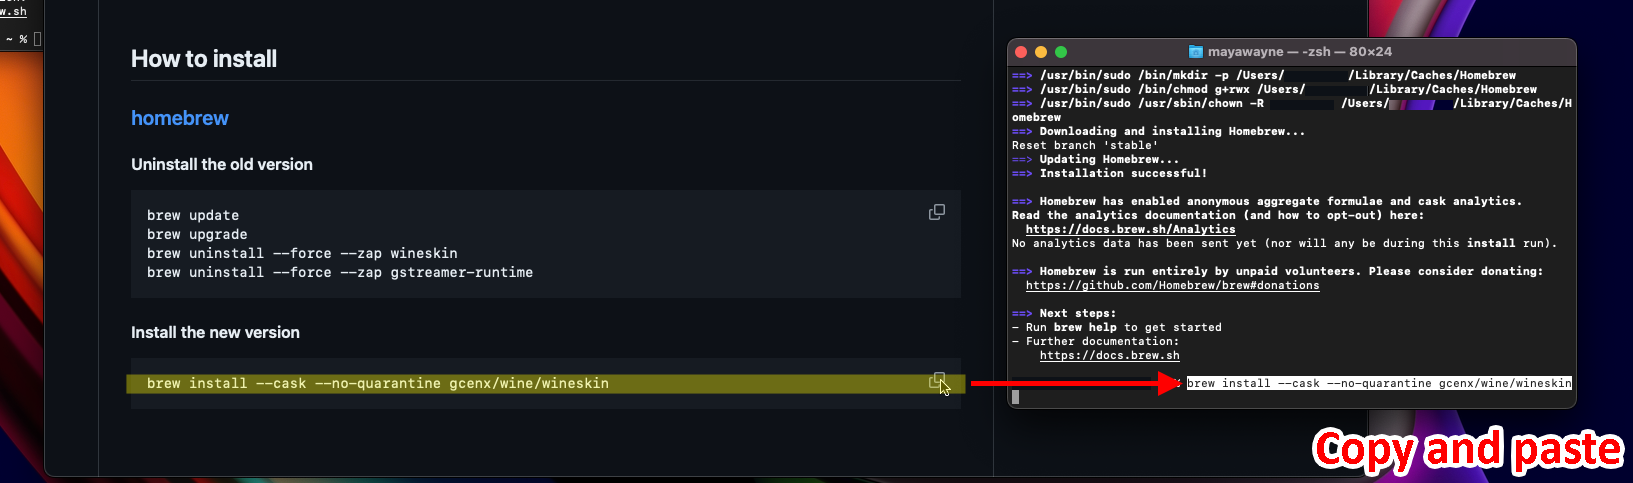 w.sh
~ %
How to install
homebrew
Uninstall the old version
brew update
brew upgrade
brew uninstall --force --zap wineskin
brew uninstall --force --zap gstreamer-runtime
Install the new version
brew install --cask --no-quarantine gcenx/wine/wineskin
mayawayne — -zsh — 80×24
==> /usr/bin/sudo /bin/mkdir -p /Users/ /Library/Caches/Homebrew
==> /usr/bin/sudo /bin/chmod g+rwx /Users/ /Library/Caches/Homebrew
==> /usr/bin/sudo /usr/sbin/chown -R /Users/ /Library/Caches/H
omebrew
==> Downloading and installing Homebrew...
Reset branch 'stable'
==> Updating Homebrew...
==> Installation successful!
==> Homebrew has enabled anonymous aggregate formulae and cask analytics.
Read the analytics documentation (and how to opt-out) here:
https://docs.brew.sh/Analytics
No analytics data has been sent yet (nor will any be during this install run).
==> Homebrew is run entirely by unpaid volunteers. Please consider donating:
https://github.com/Homebrew/brew#donations
==> Next steps:
- Run brew help to get started
- Further documentation:
https://docs.brew.sh
brew install --cask --no-quarantine gcenx/wine/wineskin
Copy and paste